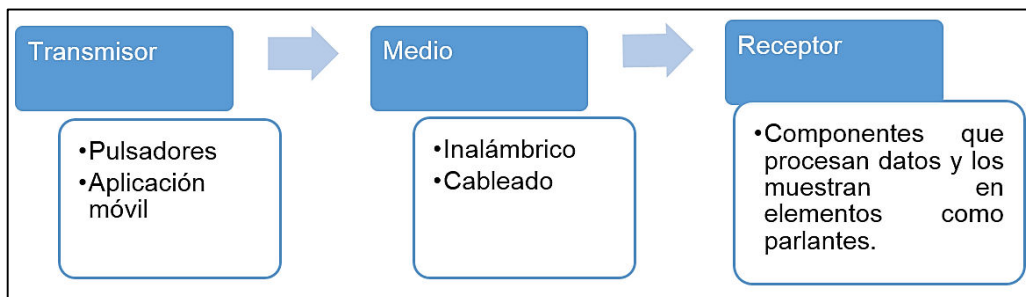 Transmisor
•Pulsadores
•Aplicación
móvil
Medio
•Inalámbrico
•Cableado
Receptor
•Componentes que
procesan datos y los
muestran en
elementos como
parlantes.